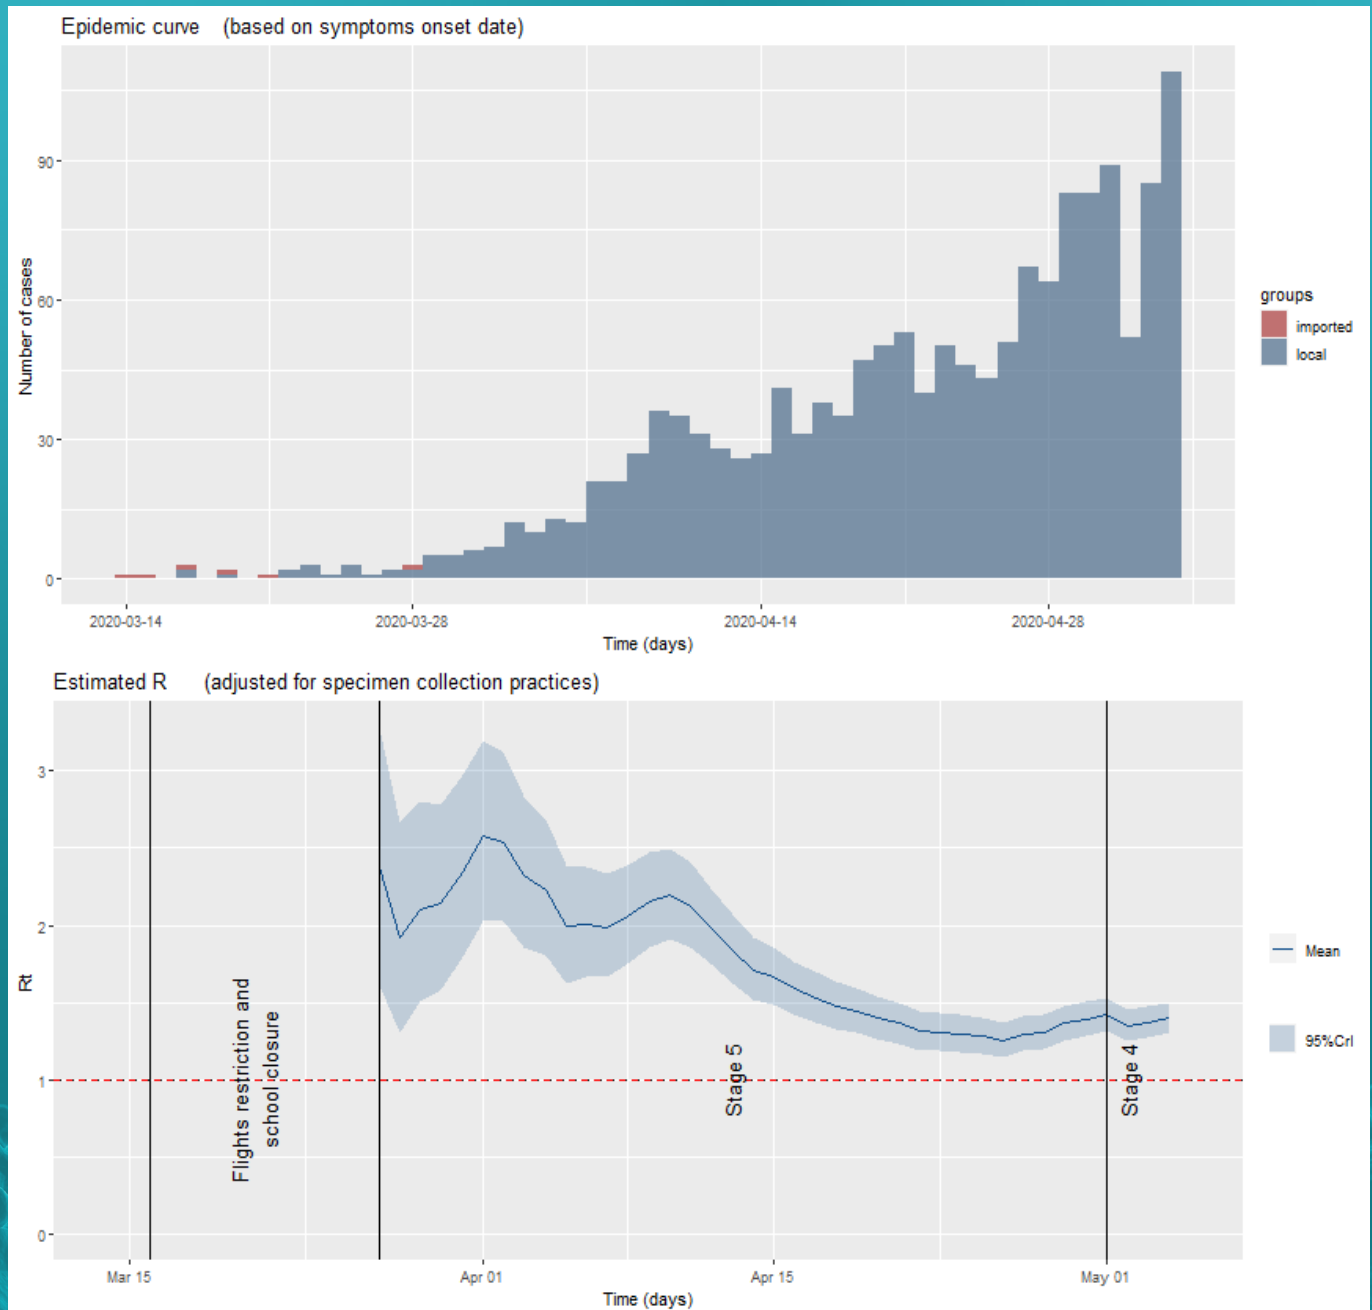 Epidemic curve (based on symptoms onset date)
Number of cases
90
60
30
0
2020-03-14
2020-03-28
2020-04-14
2020-04-28
Time (days)
groups
imported
local
Estimated R (adjusted for specimen collection practices)
Rt
3
2
1
0
Flights restriction and
school closure
Stage 5
Stage 4
Mar 15
Apr 01
Apr 15
May 01
Time (days)
Mean
95%CrI